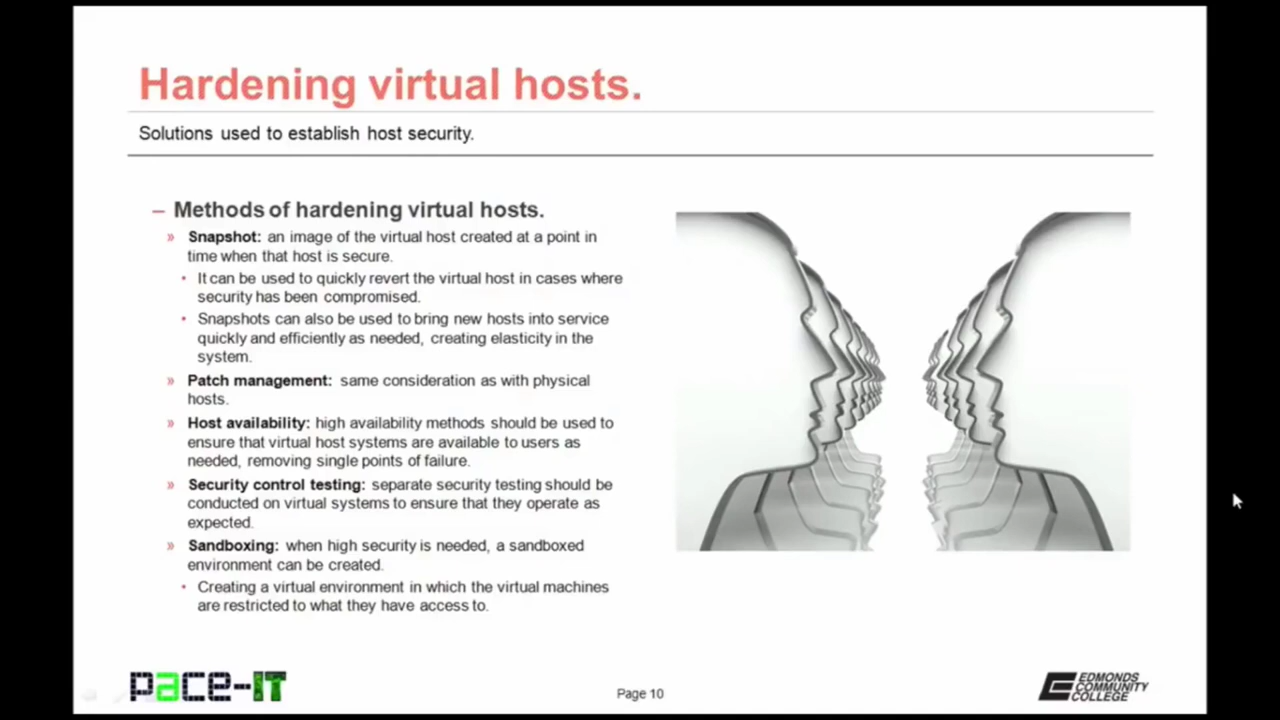 Hardening virtual hosts.
Solutions used to establish host security.
– Methods of hardening virtual hosts.
» Snapshot: an image of the virtual host created at a point in
time when that host is secure.
• It can be used to quickly revert the virtual host in cases where
security has been compromised.
• Snapshots can also be used to bring new hosts into service
quickly and efficiently as needed, creating elasticity in the
system.
» Patch management: same consideration as with physical
hosts.
» Host availability: high availability methods should be used to
ensure that virtual host systems are available to users as
needed, removing single points of failure.
» Security control testing: separate security testing should be
conducted on virtual systems to ensure that they operate as
expected.
» Sandboxing: when high security is needed, a sandboxed
environment can be created.
• Creating a virtual environment in which the virtual machines
are restricted to what they have access to.
pace-IT
Page 10
EDMONDS
COMMUNITY
COLLEGE